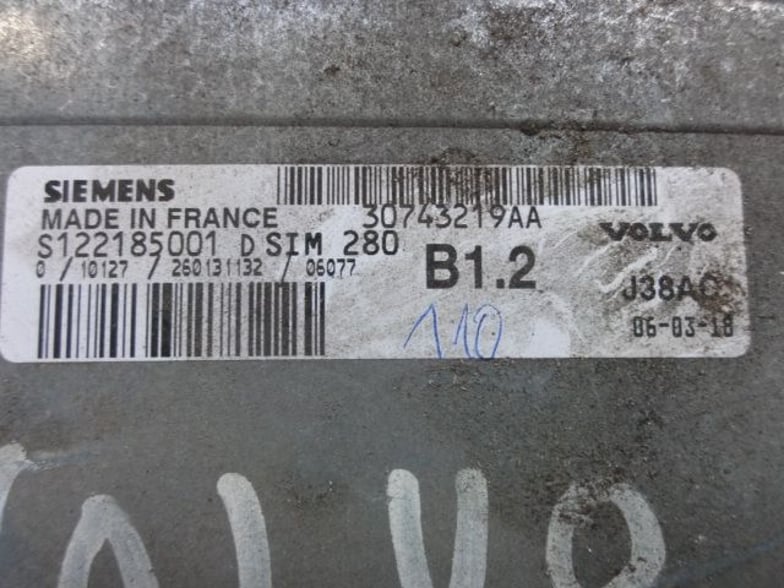 SIEMENS
MADE IN FRANCE 30743219AA
S122185001 D SIM 280
0 / 10127 / 260131132 / 06077
B1.2
VOLVO
J38AC
06-03-18
110